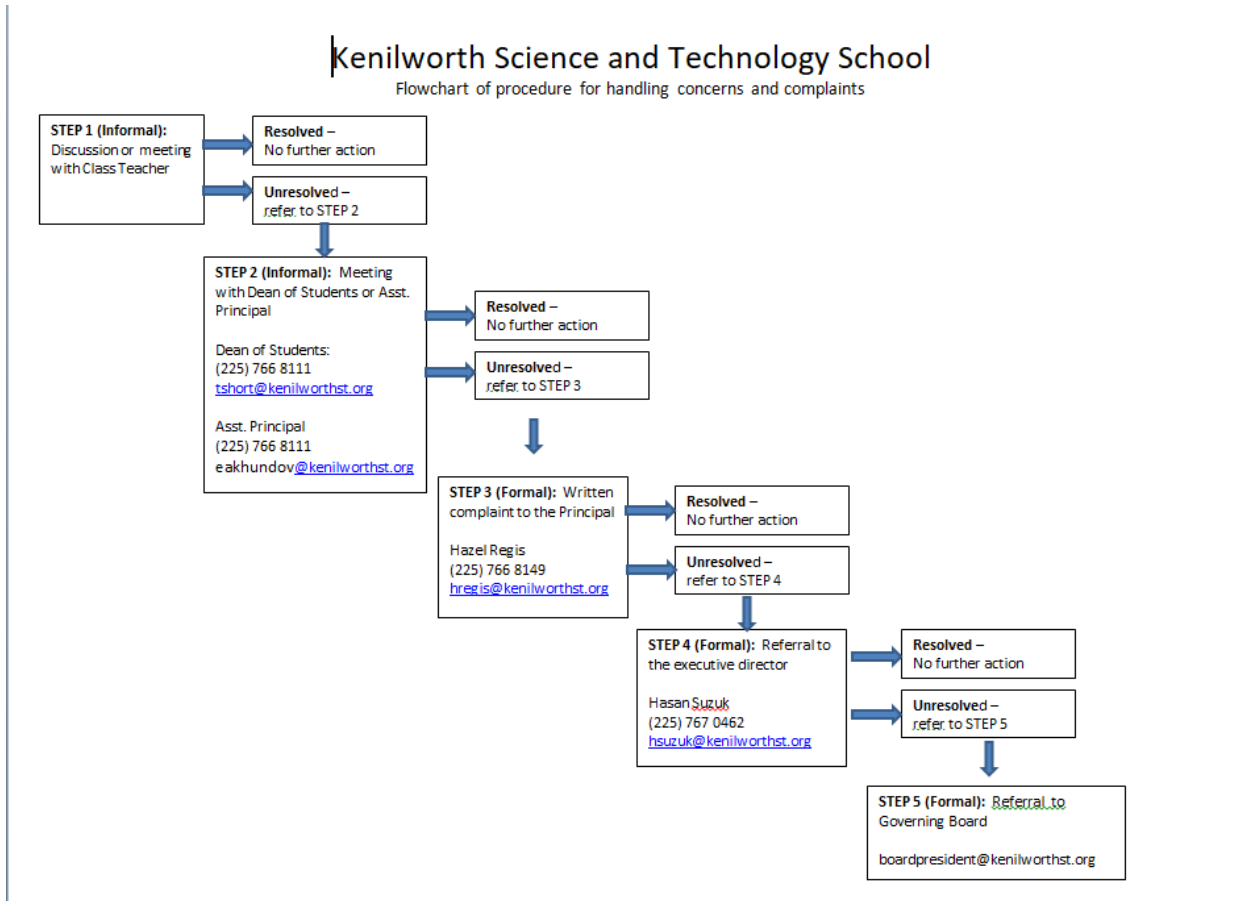 Kenilworth Science and Technology School
Flowchart of procedure for handling concerns and complaints
STEP 1 (Informal):
Discussion or meeting
with Class Teacher
Resolved –
No further action
Unresolved –
refer to STEP 2
STEP 2 (Informal): Meeting
with Dean of Students or Asst.
Principal
Dean of Students:
(225) 766 8111
tshort@kenilworthst.org
Asst. Principal
(225) 766 8111
eakhundov@kenilworthst.org
Resolved –
No further action
Unresolved –
refer to STEP 3
STEP 3 (Formal): Written
complaint to the Principal
Hazel Regis
(225) 766 8149
hregis@kenilworthst.org
Resolved –
No further action
Unresolved –
refer to STEP 4
STEP 4 (Formal): Referral to
the executive director
Hasan Suzuk
(225) 767 0462
hsuzuk@kenilworthst.org
Resolved –
No further action
Unresolved –
refer to STEP 5
STEP 5 (Formal): Referral to
Governing Board
boardpresident@kenilworthst.org